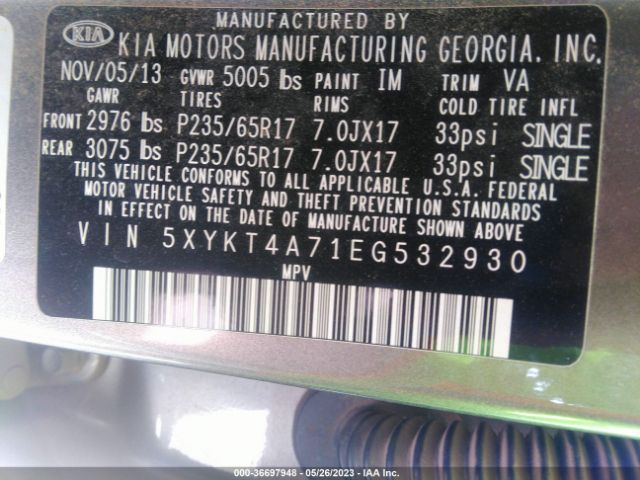 MANUFACTURED BY
KIA KIA MOTORS MANUFACTURING GEORGIA, INC.
NOV/05/13 GVWR 5005 lbs PAINT IM TRIM VA
GAWR TIRES RIMS COLD TIRE INFL
FRONT 2976 lbs P235/65R17 7.0JX17 33psi SINGLE
REAR 3075 lbs P235/65R17 7.0JX17 33psi SINGLE
THIS VEHICLE CONFORMS TO ALL APPLICABLE U.S.A. FEDERAL
MOTOR VEHICLE SAFETY AND THEFT PREVENTION STANDARDS
IN EFFECT ON THE DATE OF MANUFACTURE SHOWN ABOVE
VIN 5XYKT4A71EG532930
MPV
000-36697948 - 05/26/2023 - IAA Inc.